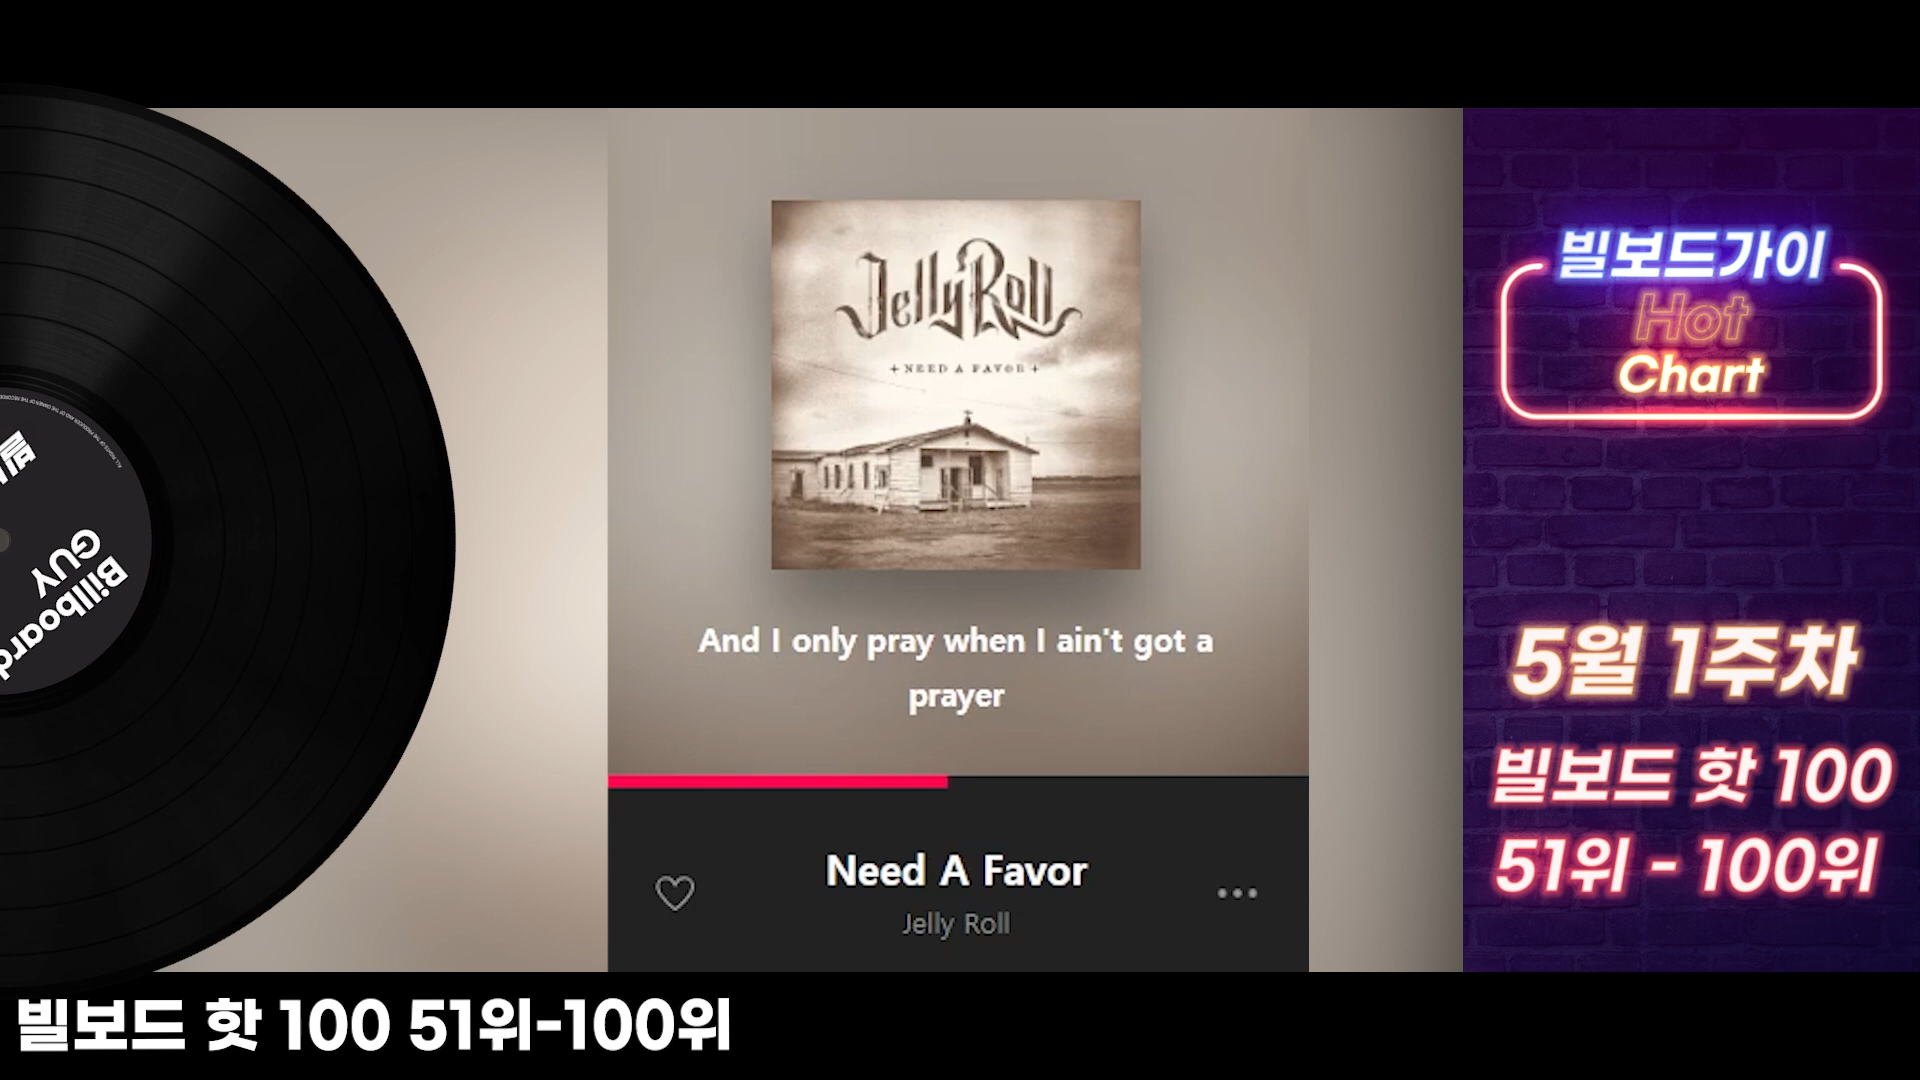 Jelly Roll
+ NEED A FAVOR +
And I only pray when I ain't got a
prayer
Need A Favor
Jelly Roll
Billboard
GUY
빌보드가이
Hot
Chart
5월 1주차
빌보드 핫 100
51위 - 100위
빌보드 핫 100 51위-100위